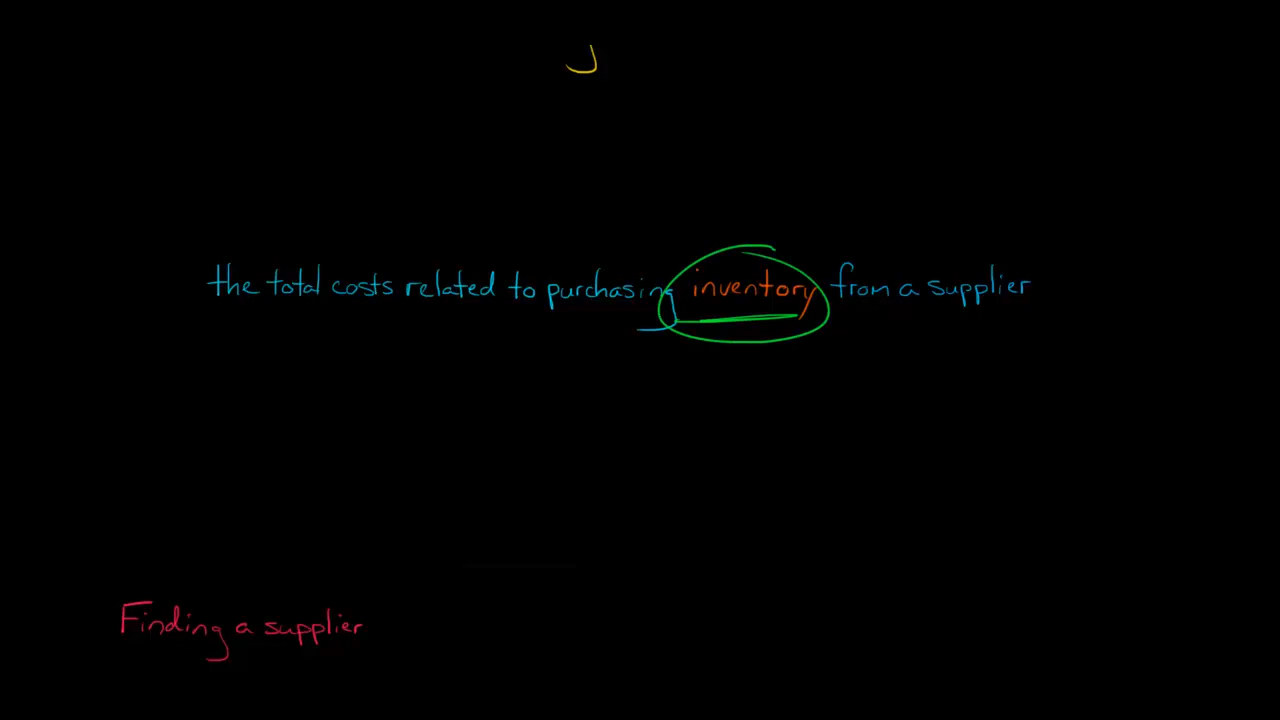 the total costs related to purchasing inventory from a supplier
Finding a supplier